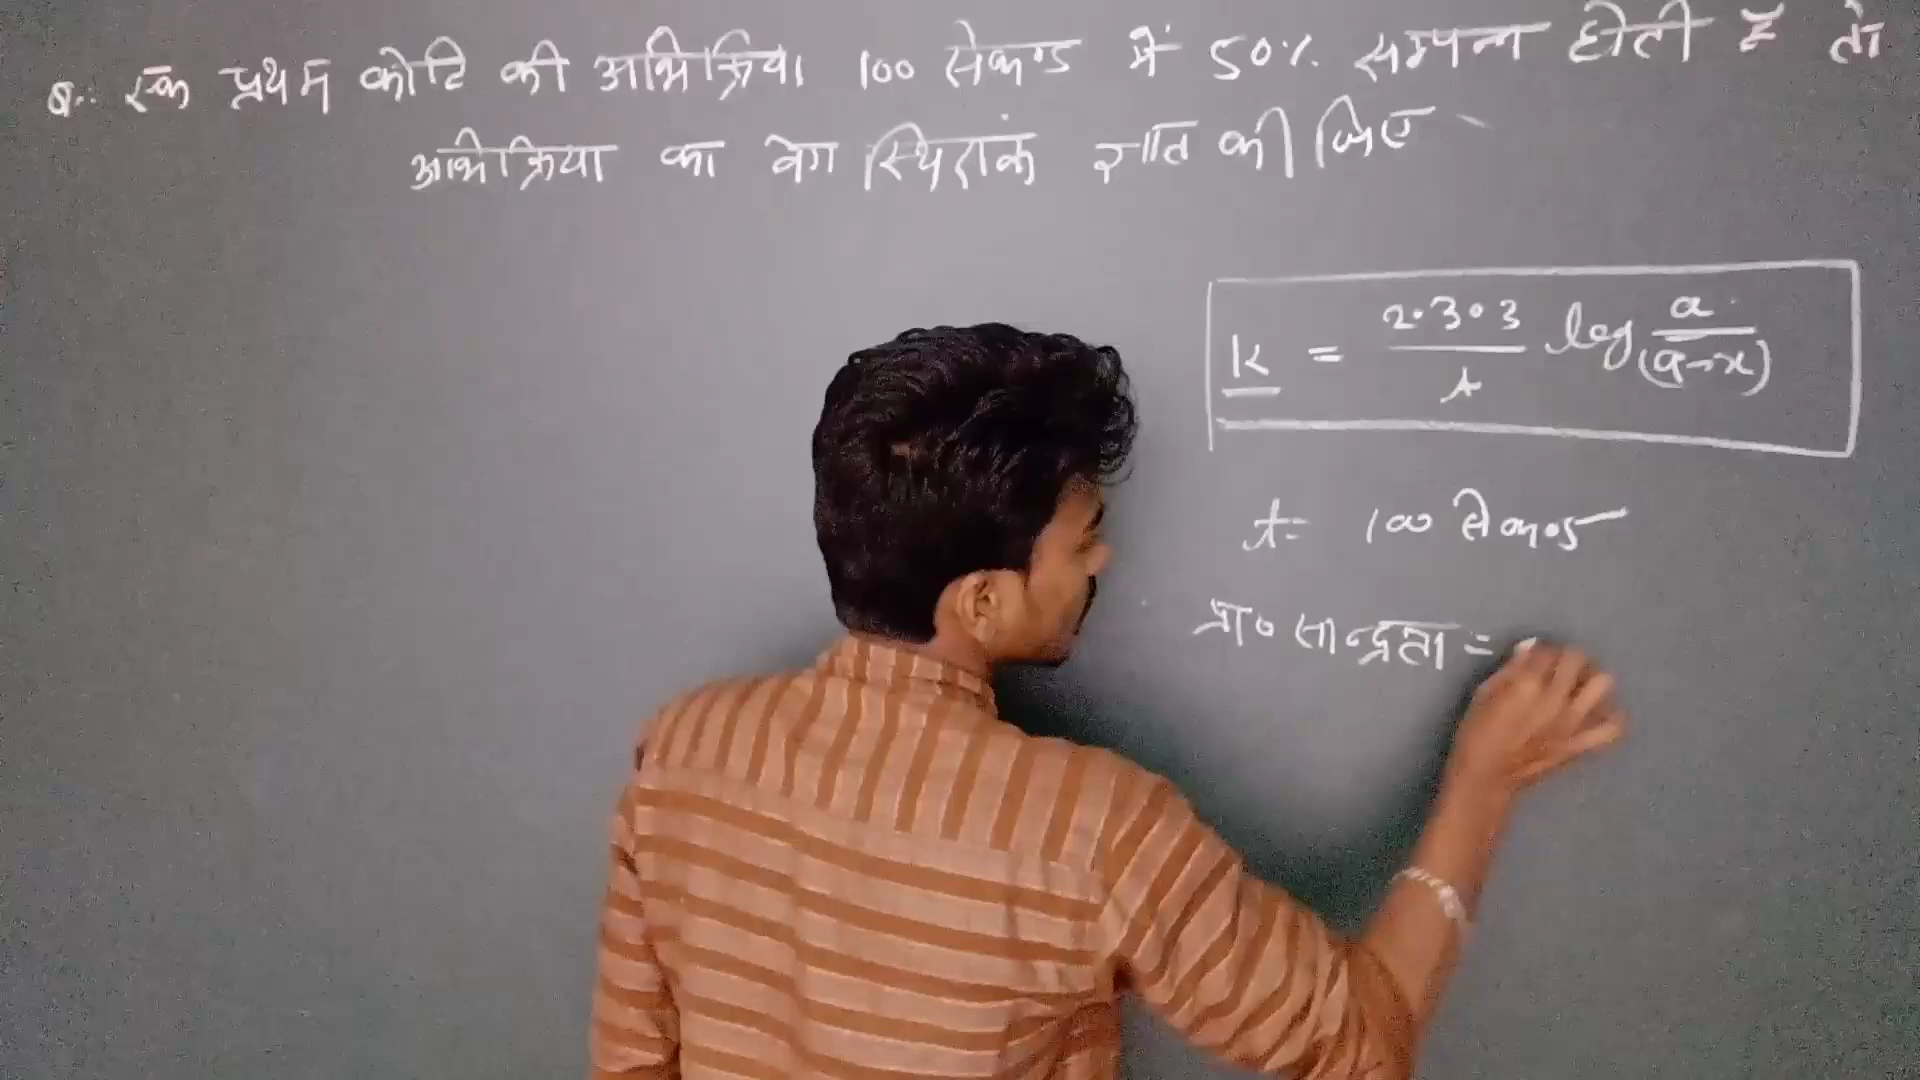 प्र. एक प्रथम कोटि की अभिक्रिया 100 सेकण्ड में 50%. सम्पन्न होती है तो
अभिक्रिया का वेग स्थिरांक ज्ञात कीजिए
k = 2.303/t log a/(a-x)
t = 100 सेकण्ड
प्रा० सान्द्रता =